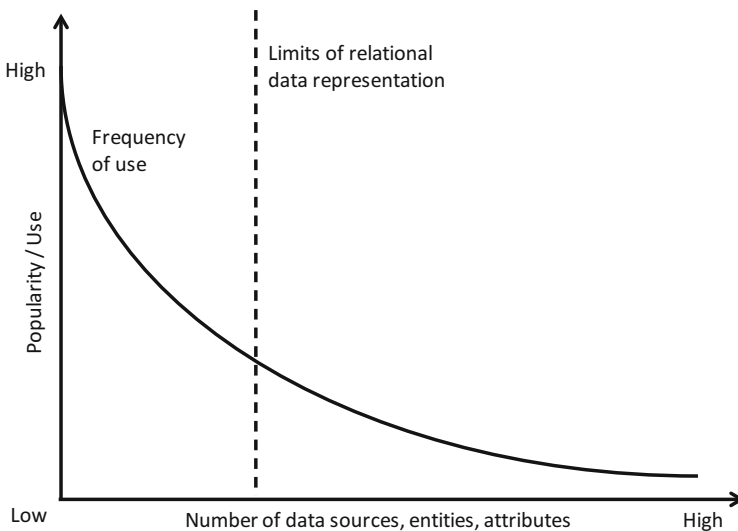 Limits of relational
data representation
High
Frequency
of use
Popularity / Use
Low
Number of data sources, entities, attributes
High